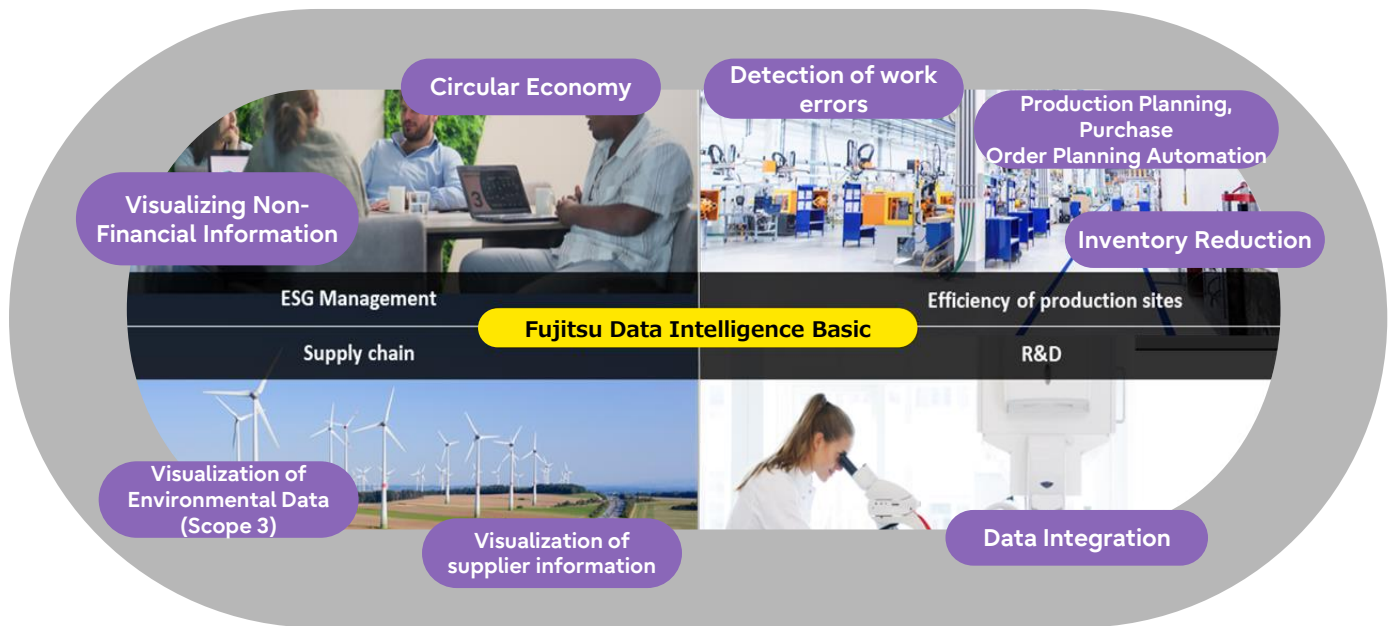 Circular Economy
Detection of work
errors
Production Planning,
Purchase
Order Planning Automation
Visualizing Non-
Financial Information
Inventory Reduction
ESG Management
Efficiency of production sites
Fujitsu Data Intelligence Basic
Supply chain
R&D
Visualization of
Environmental Data
(Scope 3)
Visualization of
supplier information
Data Integration